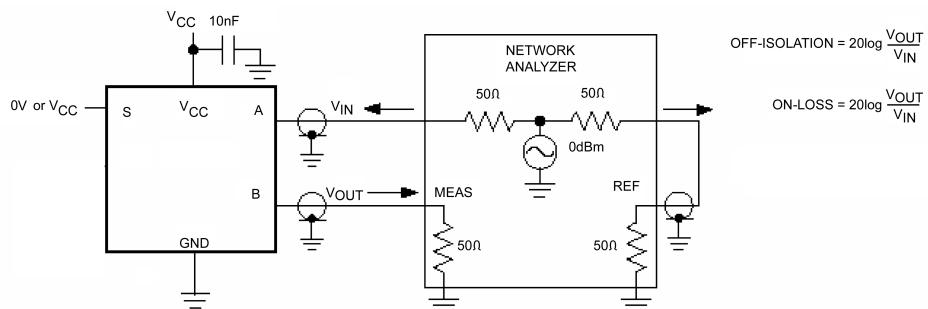 VCC
10nF
0V or VCC
S
VCC
A
B
GND
VIN
VOUT
NETWORK
ANALYZER
50Ω
50Ω
0dBm
MEAS
REF
50Ω
50Ω
OFF-ISOLATION = 20log VOUT
VIN
ON-LOSS = 20log VOUT
VIN